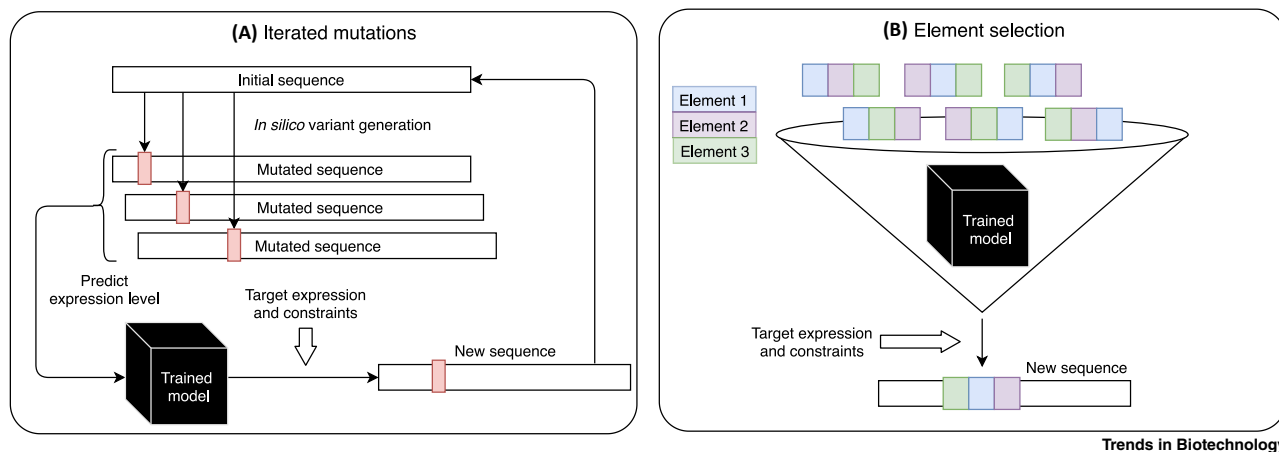 (A) Iterated mutations
Initial sequence
In silico variant generation
Mutated sequence
Mutated sequence
Mutated sequence
Predict
expression level
Target expression
and constraints
Trained
model
New sequence
(B) Element selection
Element 1
Element 2
Element 3
Trained
model
Target expression
and constraints
New sequence
Trends in Biotechnology